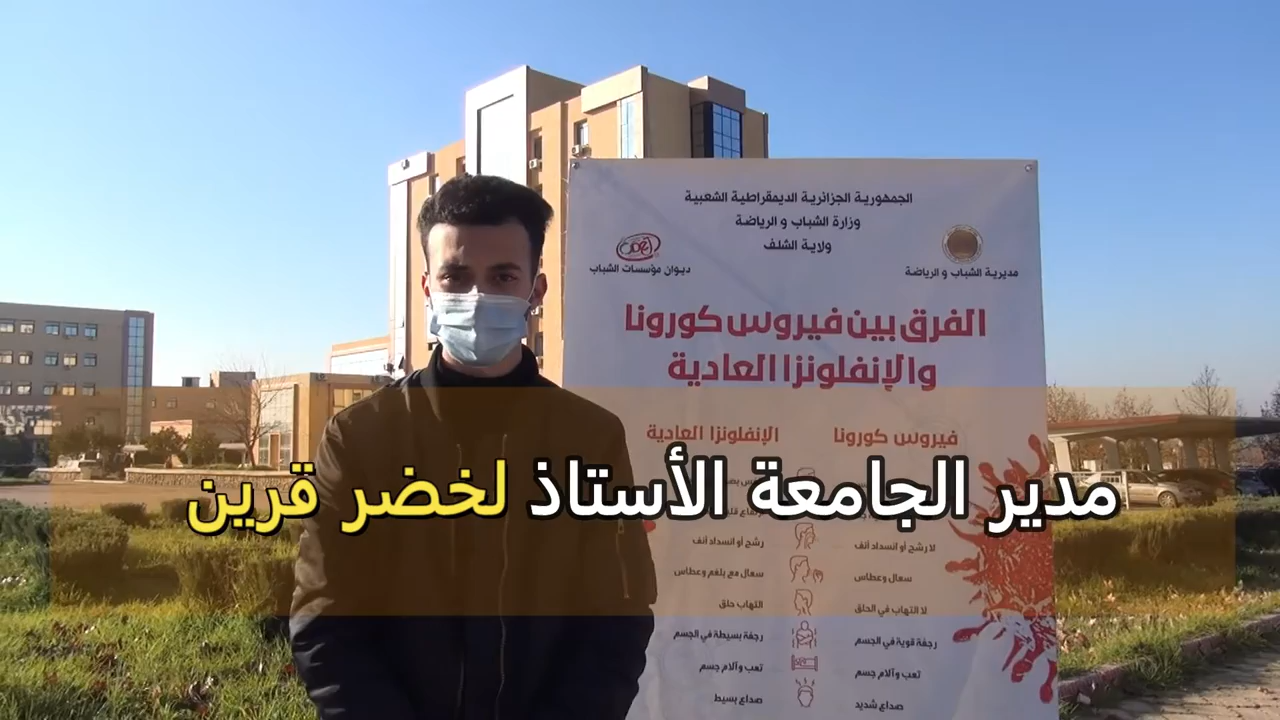 الجمهورية الجزائرية الديمقراطية الشعبية
وزارة الشباب و الرياضة
ولاية الشلف
مديرية الشباب و الرياضة
ديوان مؤسسات الشباب
الفرق بين فيروس كورونا
والإنفلونزا العادية
فيروس كورونا
الإنفلونزا العادية
مدير الجامعة الأستاذ لخضر قرين
لا رشح أو انسداد أنف
رشح أو انسداد أنف
سعال وعطاس
سعال مع بلغم وعطاس
لا التهاب في الحلق
التهاب حلق
رجفة قوية في الجسم
رجفة بسيطة في الجسم
تعب وآلام جسم
تعب وآلام جسم
صداع شديد
صداع بسيط